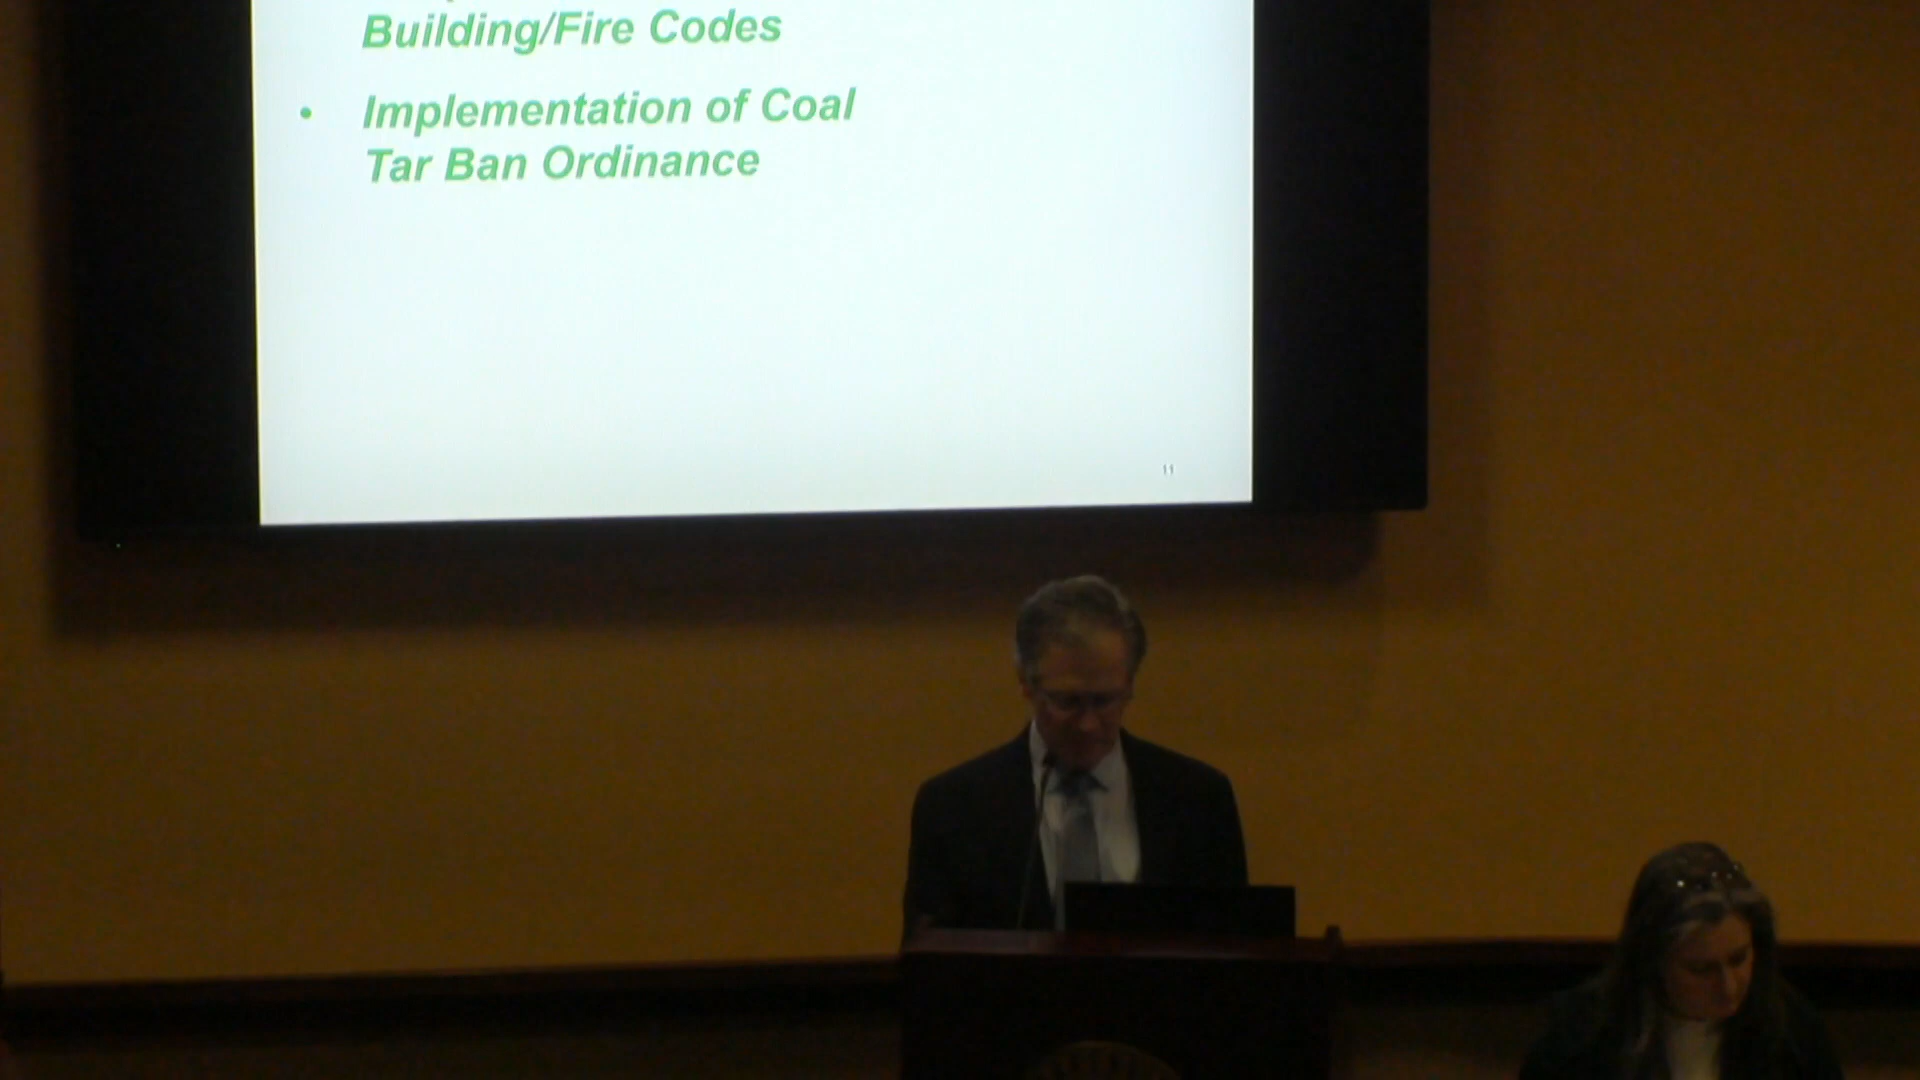 Building/Fire Codes
• Implementation of Coal
Tar Ban Ordinance
11